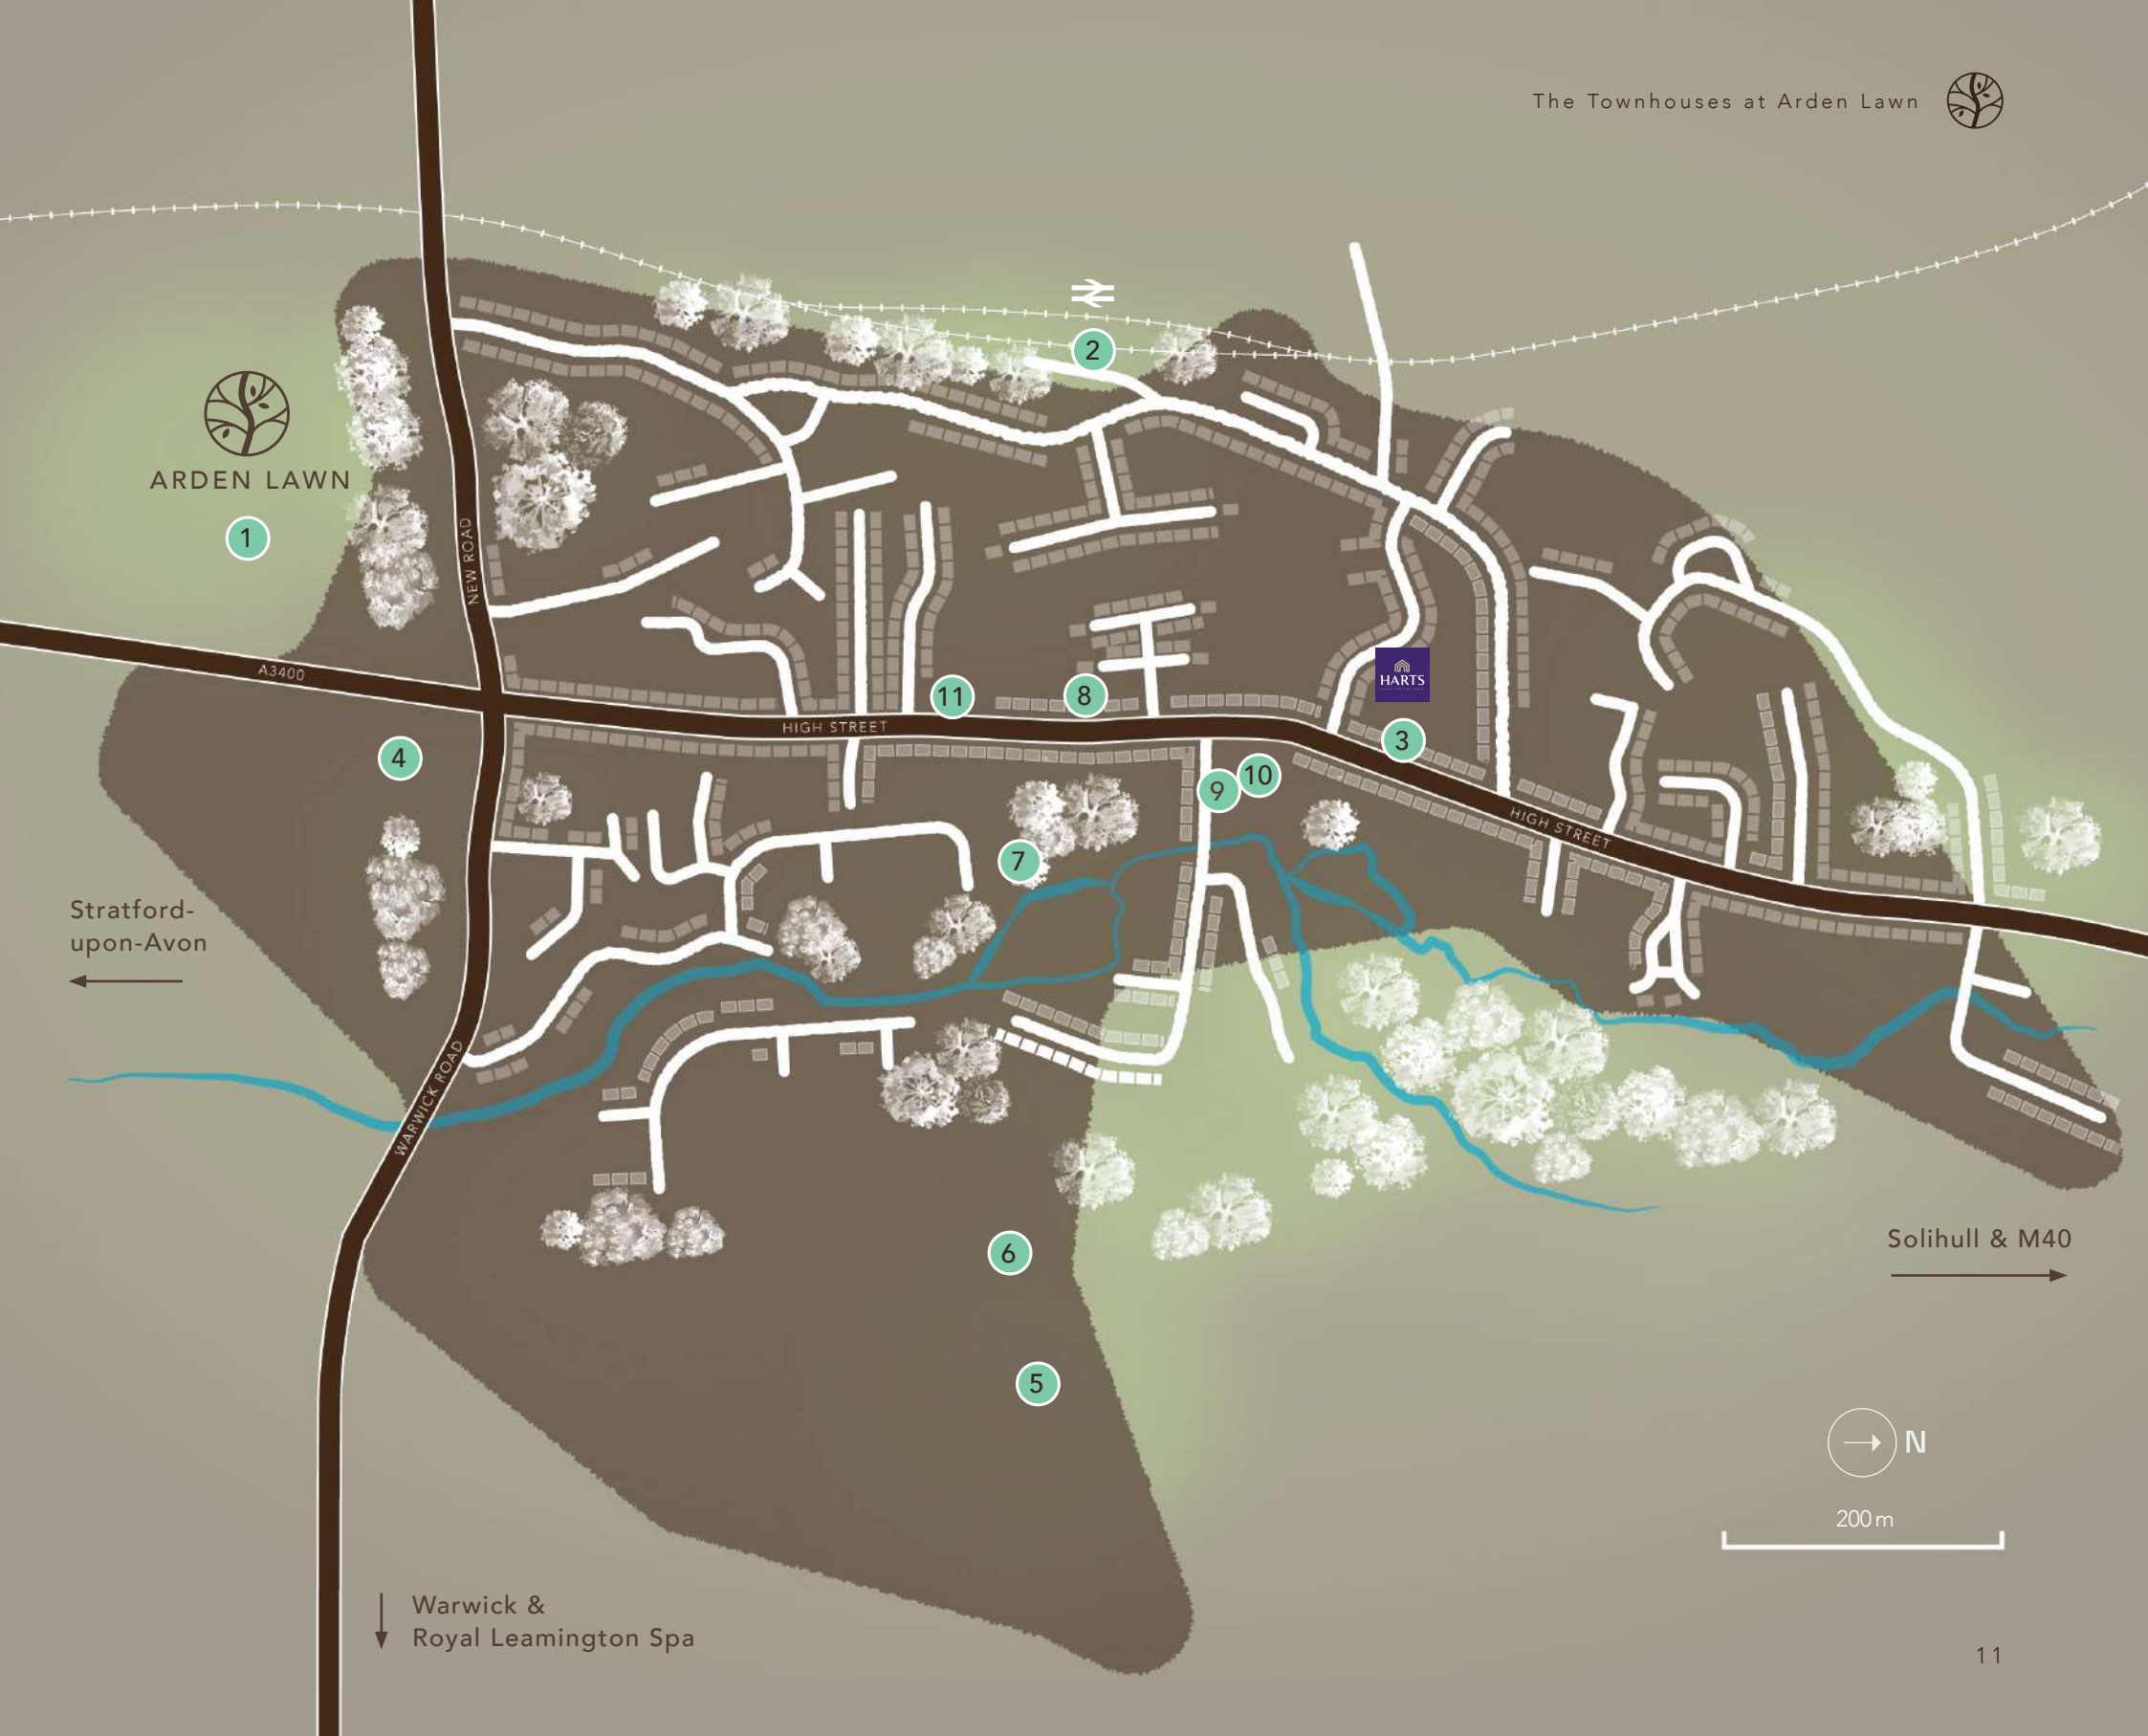 The Townhouses at Arden Lawn
2
ARDEN LAWN
1
NEW ROAD
A3400
HARTS
11
8
HIGH STREET
3
4
10
9
HIGH STREET
7
Stratford-
upon-Avon
WARWICK ROAD
6
Solihull & M40
5
N
200 m
Warwick &
Royal Leamington Spa
11